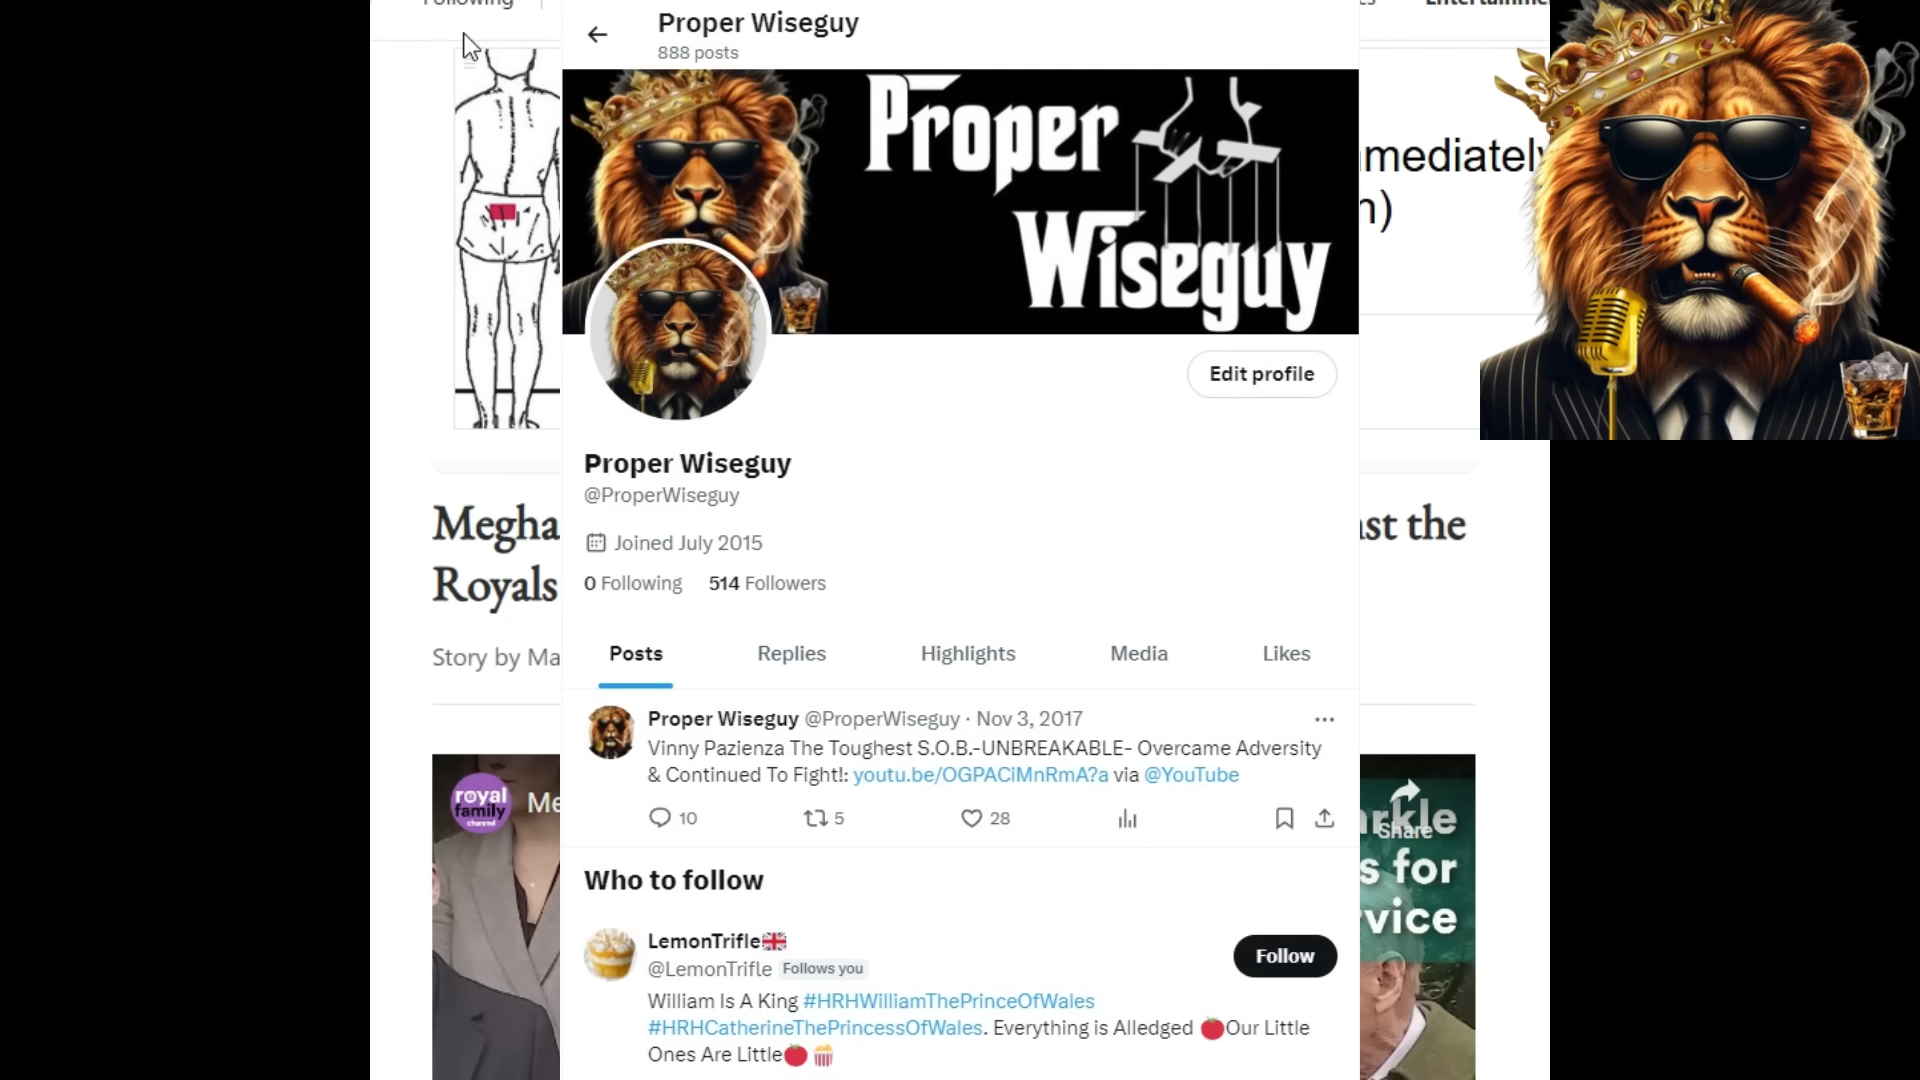 Following
Proper Wiseguy
888 posts
Proper
Wiseguy
Edit profile
Proper Wiseguy
@ProperWiseguy
Joined July 2015
0 Following 514 Followers
Posts Replies Highlights Media Likes
Proper Wiseguy @ProperWiseguy · Nov 3, 2017
Vinny Pazienza The Toughest S.O.B.-UNBREAKABLE- Overcame Adversity
& Continued To Fight!: youtu.be/OGPACiMnRmA?a via @YouTube
10 5 28
Who to follow
LemonTrifle🇬🇧
@LemonTrifle Follows you
Follow
William Is A King #HRHWilliamThePrinceOfWales
#HRHCatherineThePrincessOfWales. Everything is Alledged 🍅Our Little
Ones Are Little🍅🍿
Megha
Royals
Story by Ma
royal
family
channel
Me
mmediately
n)
st the
rkle
Share
s for
rvice